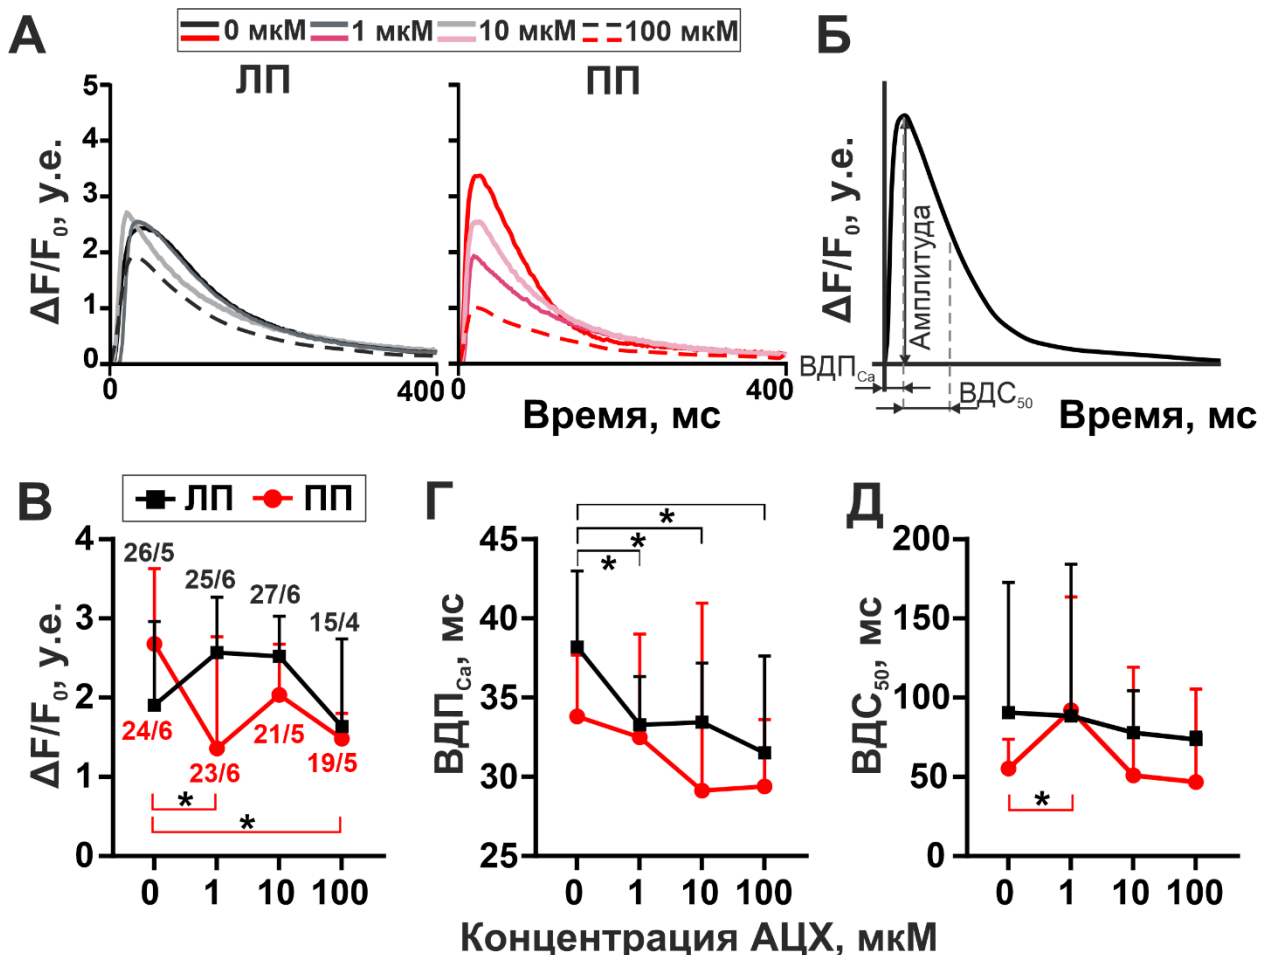 А
0 мкМ 1 мкМ 10 мкМ 100 мкМ
Б
ЛП
ПП
ΔF/F0, у.е.
5
4
3
2
1
0
0
400
0
400
Время, мс
ΔF/F0, у.е.
Амплитуда
ВДПCa
ВДС50
Время, мс
В
ЛП ПП
ΔF/F0, у.е.
4
3
2
1
0
26/5
25/6
27/6
15/4
24/6
23/6
21/5
19/5
*
*
0 1 10 100
Г
ВДПCa, мс
45
40
35
30
25
*
*
*
0 1 10 100
Д
ВДС50, мс
200
150
100
50
0
*
0 1 10 100
Концентрация АЦХ, мкМ